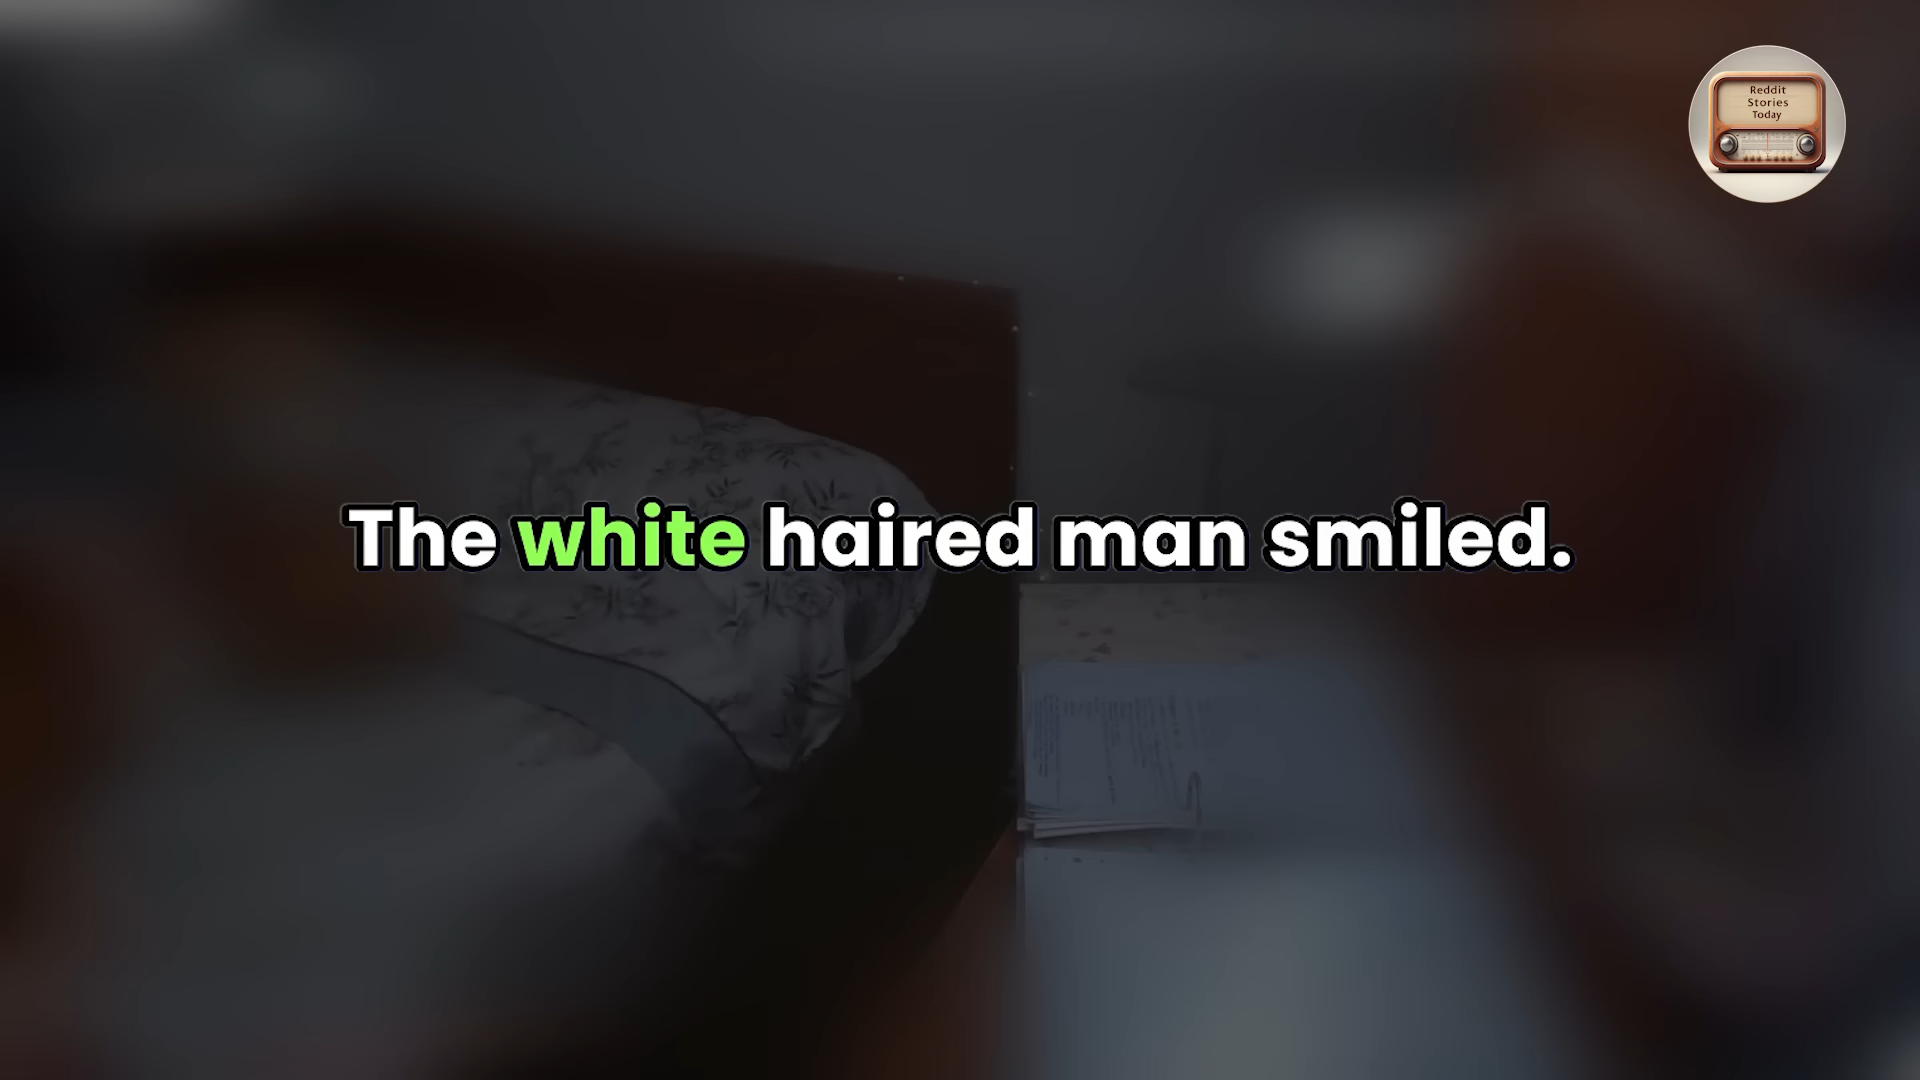 Reddit
Stories
Today
The white haired man smiled.